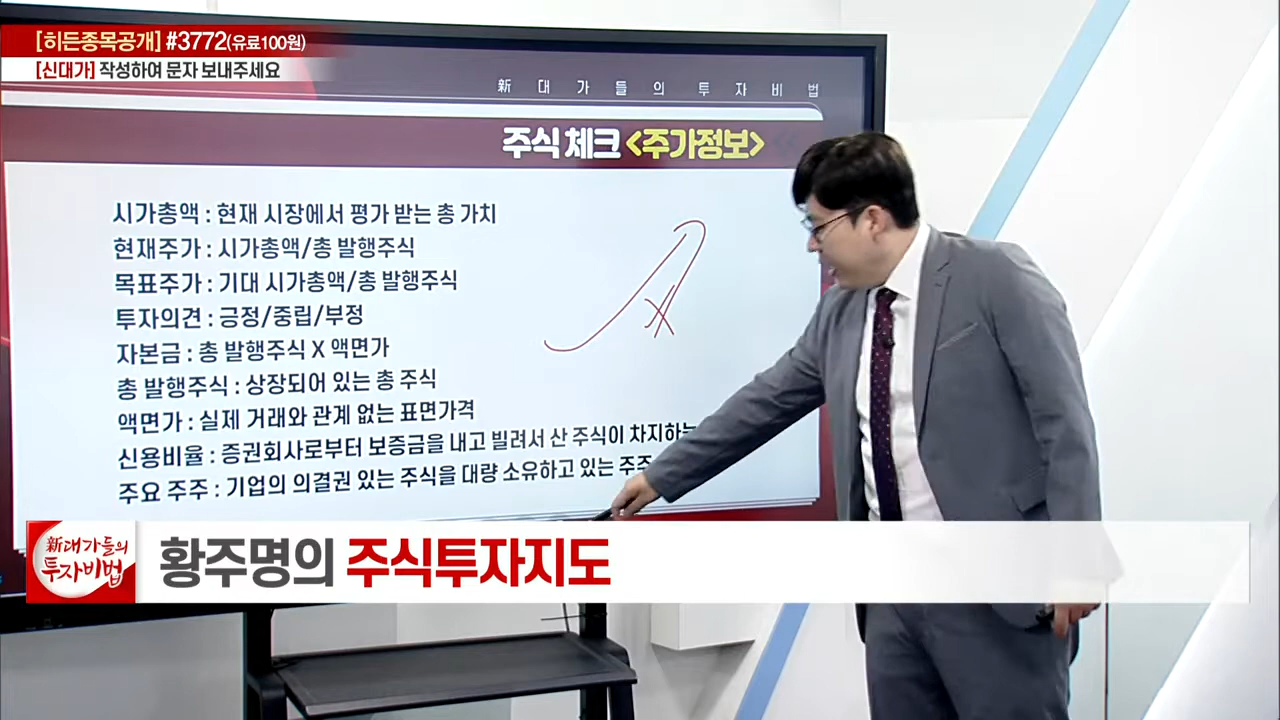 [히든종목공개] #3772(유료100원)
[신대가] 작성하여 문자 보내주세요
新 대 가 들 의 투 자 비 법
주식 체크 <주가정보>
시가총액 : 현재 시장에서 평가 받는 총 가치
현재주가 : 시가총액/총 발행주식
목표주가 : 기대 시가총액/총 발행주식
투자의견 : 긍정/중립/부정
자본금 : 총 발행주식 X 액면가
총 발행주식 : 상장되어 있는 총 주식
액면가 : 실제 거래와 관계 없는 표면가격
신용비율 : 증권회사로부터 보증금을 내고 빌려서 산 주식이 차지하는
주요 주주 : 기업의 의결권 있는 주식을 대량 소유하고 있는 주주
新대가들의
투자비법
황주명의 주식투자지도